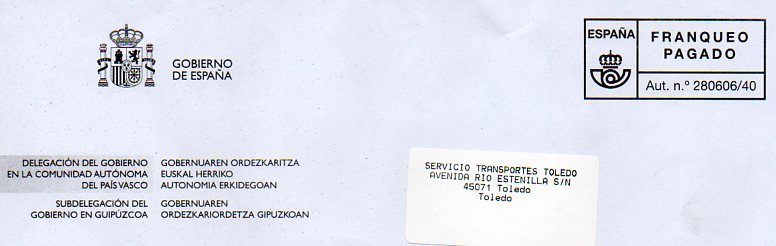 GOBIERNO
DE ESPAÑA
ESPAÑA
FRANQUEO
PAGADO
Aut. n.º 280606/40
DELEGACIÓN DEL GOBIERNO
EN LA COMUNIDAD AUTÓNOMA
DEL PAÍS VASCO
GOBERNUAREN ORDEZKARITZA
EUSKAL HERRIKO
AUTONOMIA ERKIDEGOAN
SUBDELEGACIÓN DEL
GOBIERNO EN GUIPÚZCOA
GOBERNUAREN
ORDEZKARIORDETZA GIPUZKOAN
SERVICIO TRANSPORTES TOLEDO
AVENIDA RIO ESTENILLA S/N
45071 Toledo
Toledo